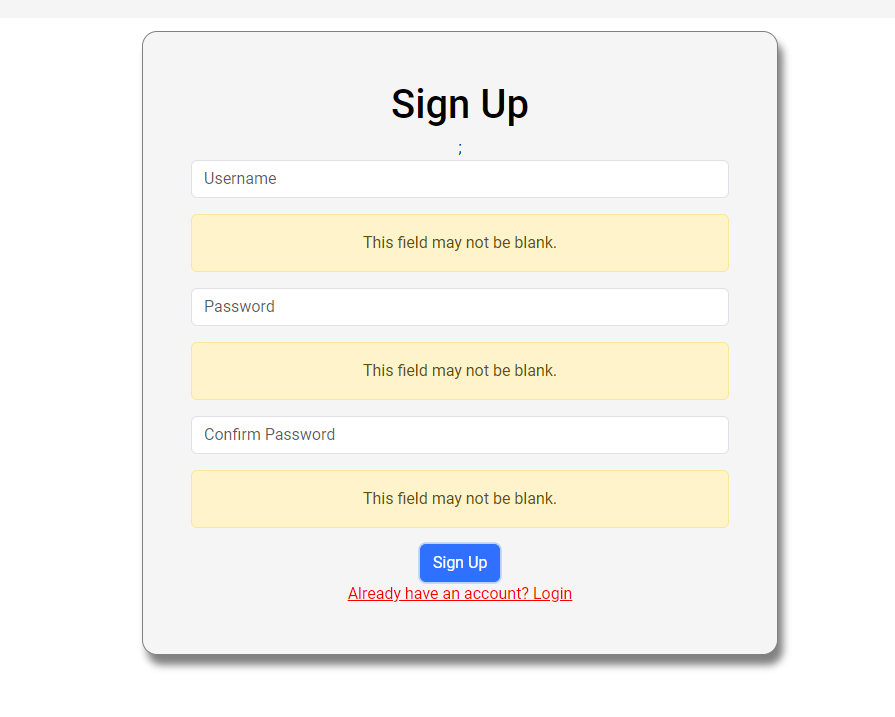 Sign Up
;
Username
This field may not be blank.
Password
This field may not be blank.
Confirm Password
This field may not be blank.
Sign Up
Already have an account? Login